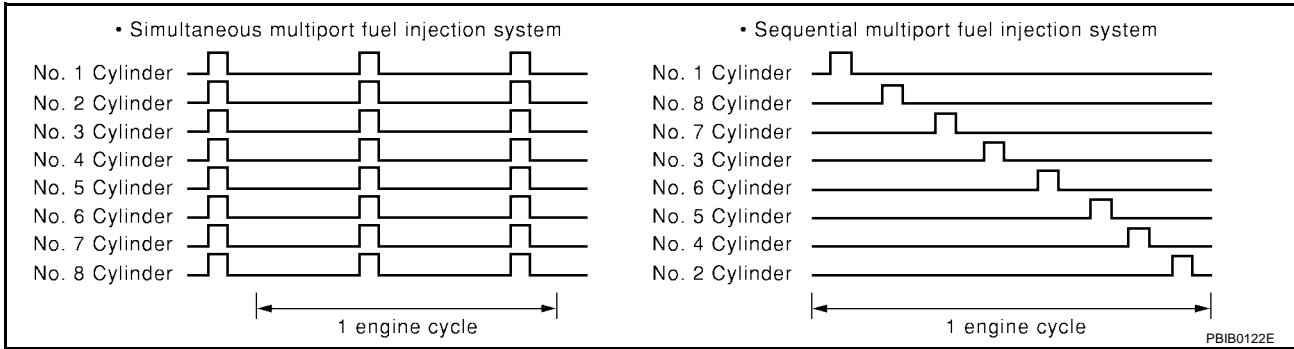 • Simultaneous multiport fuel injection system
No. 1 Cylinder
No. 2 Cylinder
No. 3 Cylinder
No. 4 Cylinder
No. 5 Cylinder
No. 6 Cylinder
No. 7 Cylinder
No. 8 Cylinder
1 engine cycle
• Sequential multiport fuel injection system
No. 1 Cylinder
No. 8 Cylinder
No. 7 Cylinder
No. 3 Cylinder
No. 6 Cylinder
No. 5 Cylinder
No. 4 Cylinder
No. 2 Cylinder
1 engine cycle
PBIB0122E